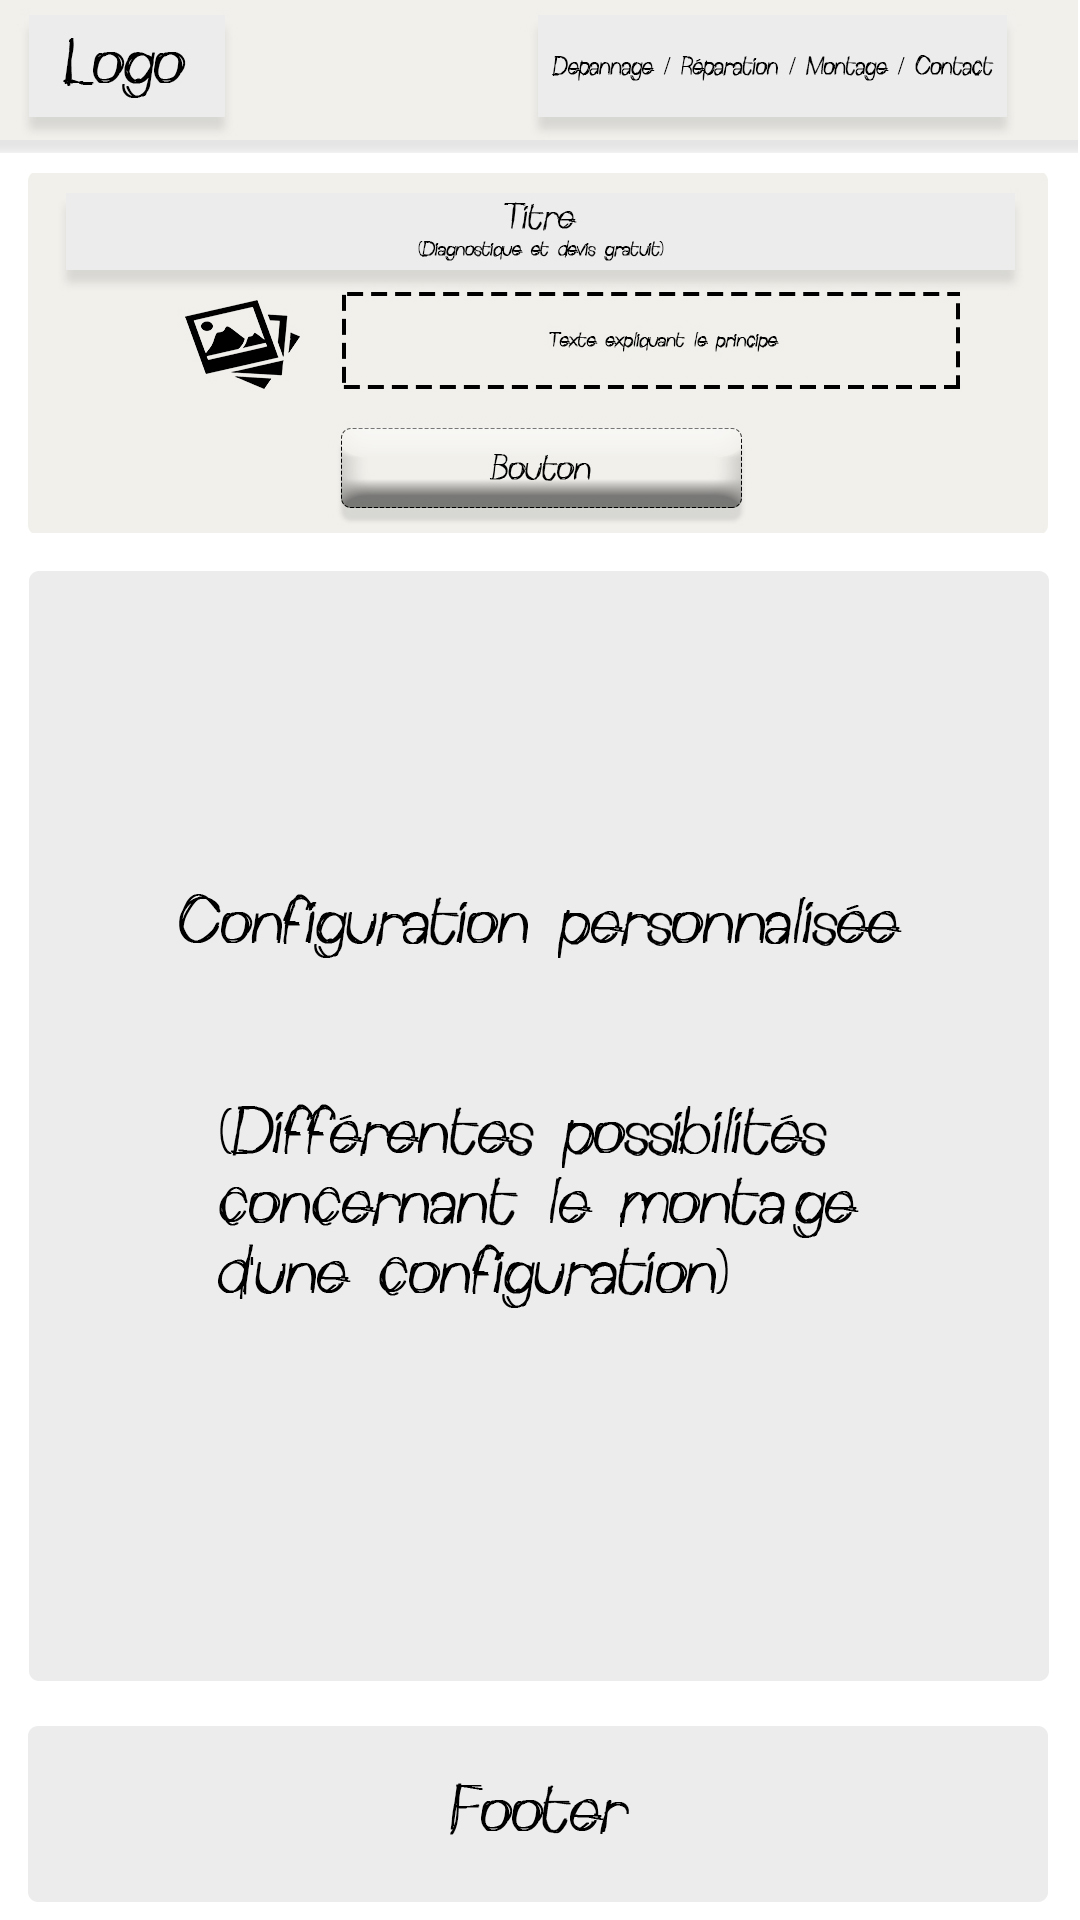 Logo
Depannage / Réparation / Montage / Contact
Titre
(Diagnostique et devis gratuit)
Texte expliquant le principe
Bouton
Configuration personnalisée
(Différentes possibilités
concernant le montage
d'une configuration)
Footer